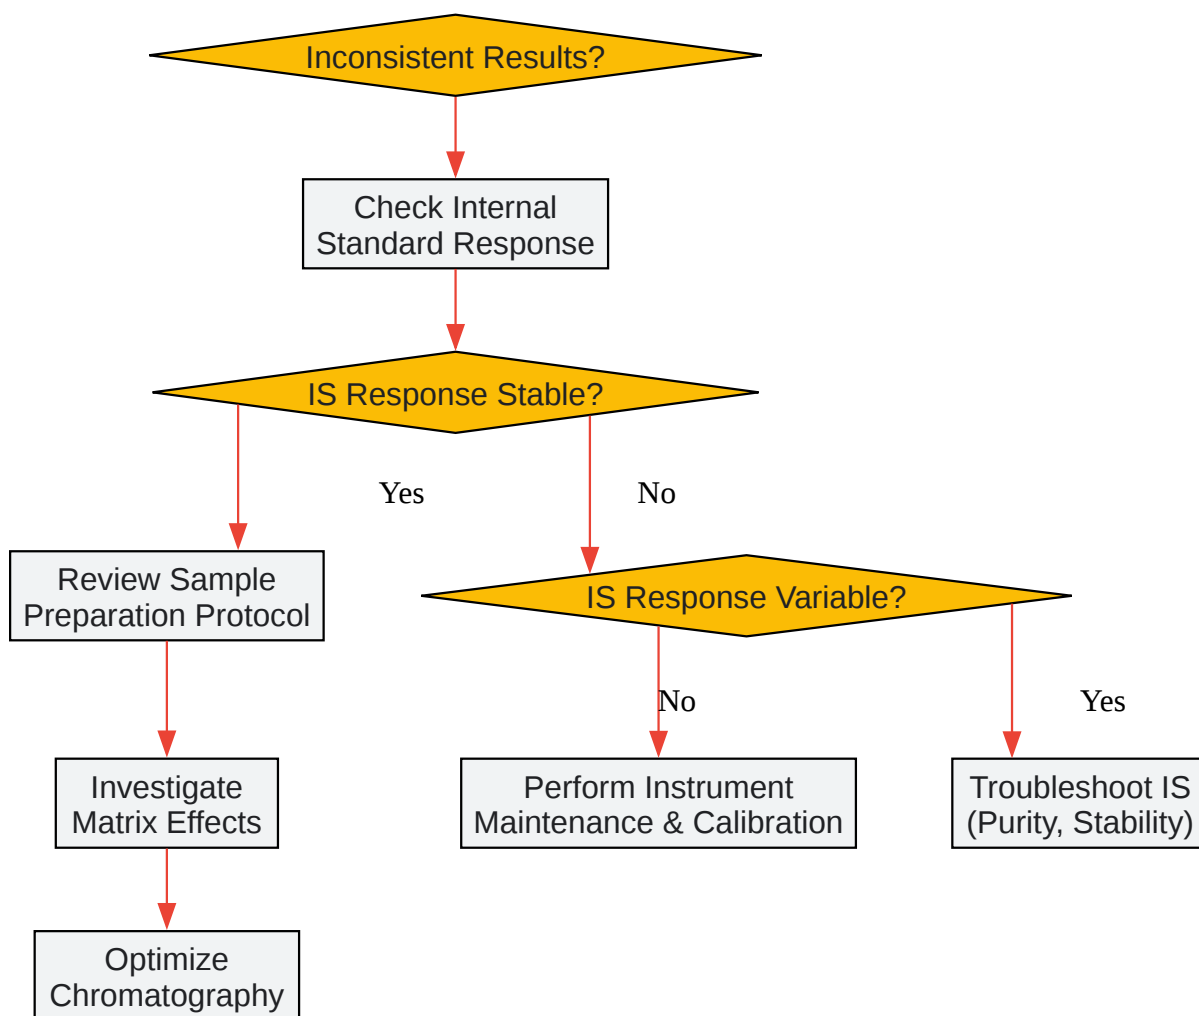 Inconsistent Results?
Check Internal
Standard Response
IS Response Stable?
Yes
No
Review Sample
Preparation Protocol
IS Response Variable?
No
Yes
Investigate
Matrix Effects
Perform Instrument
Maintenance & Calibration
Troubleshoot IS
(Purity, Stability)
Optimize
Chromatography